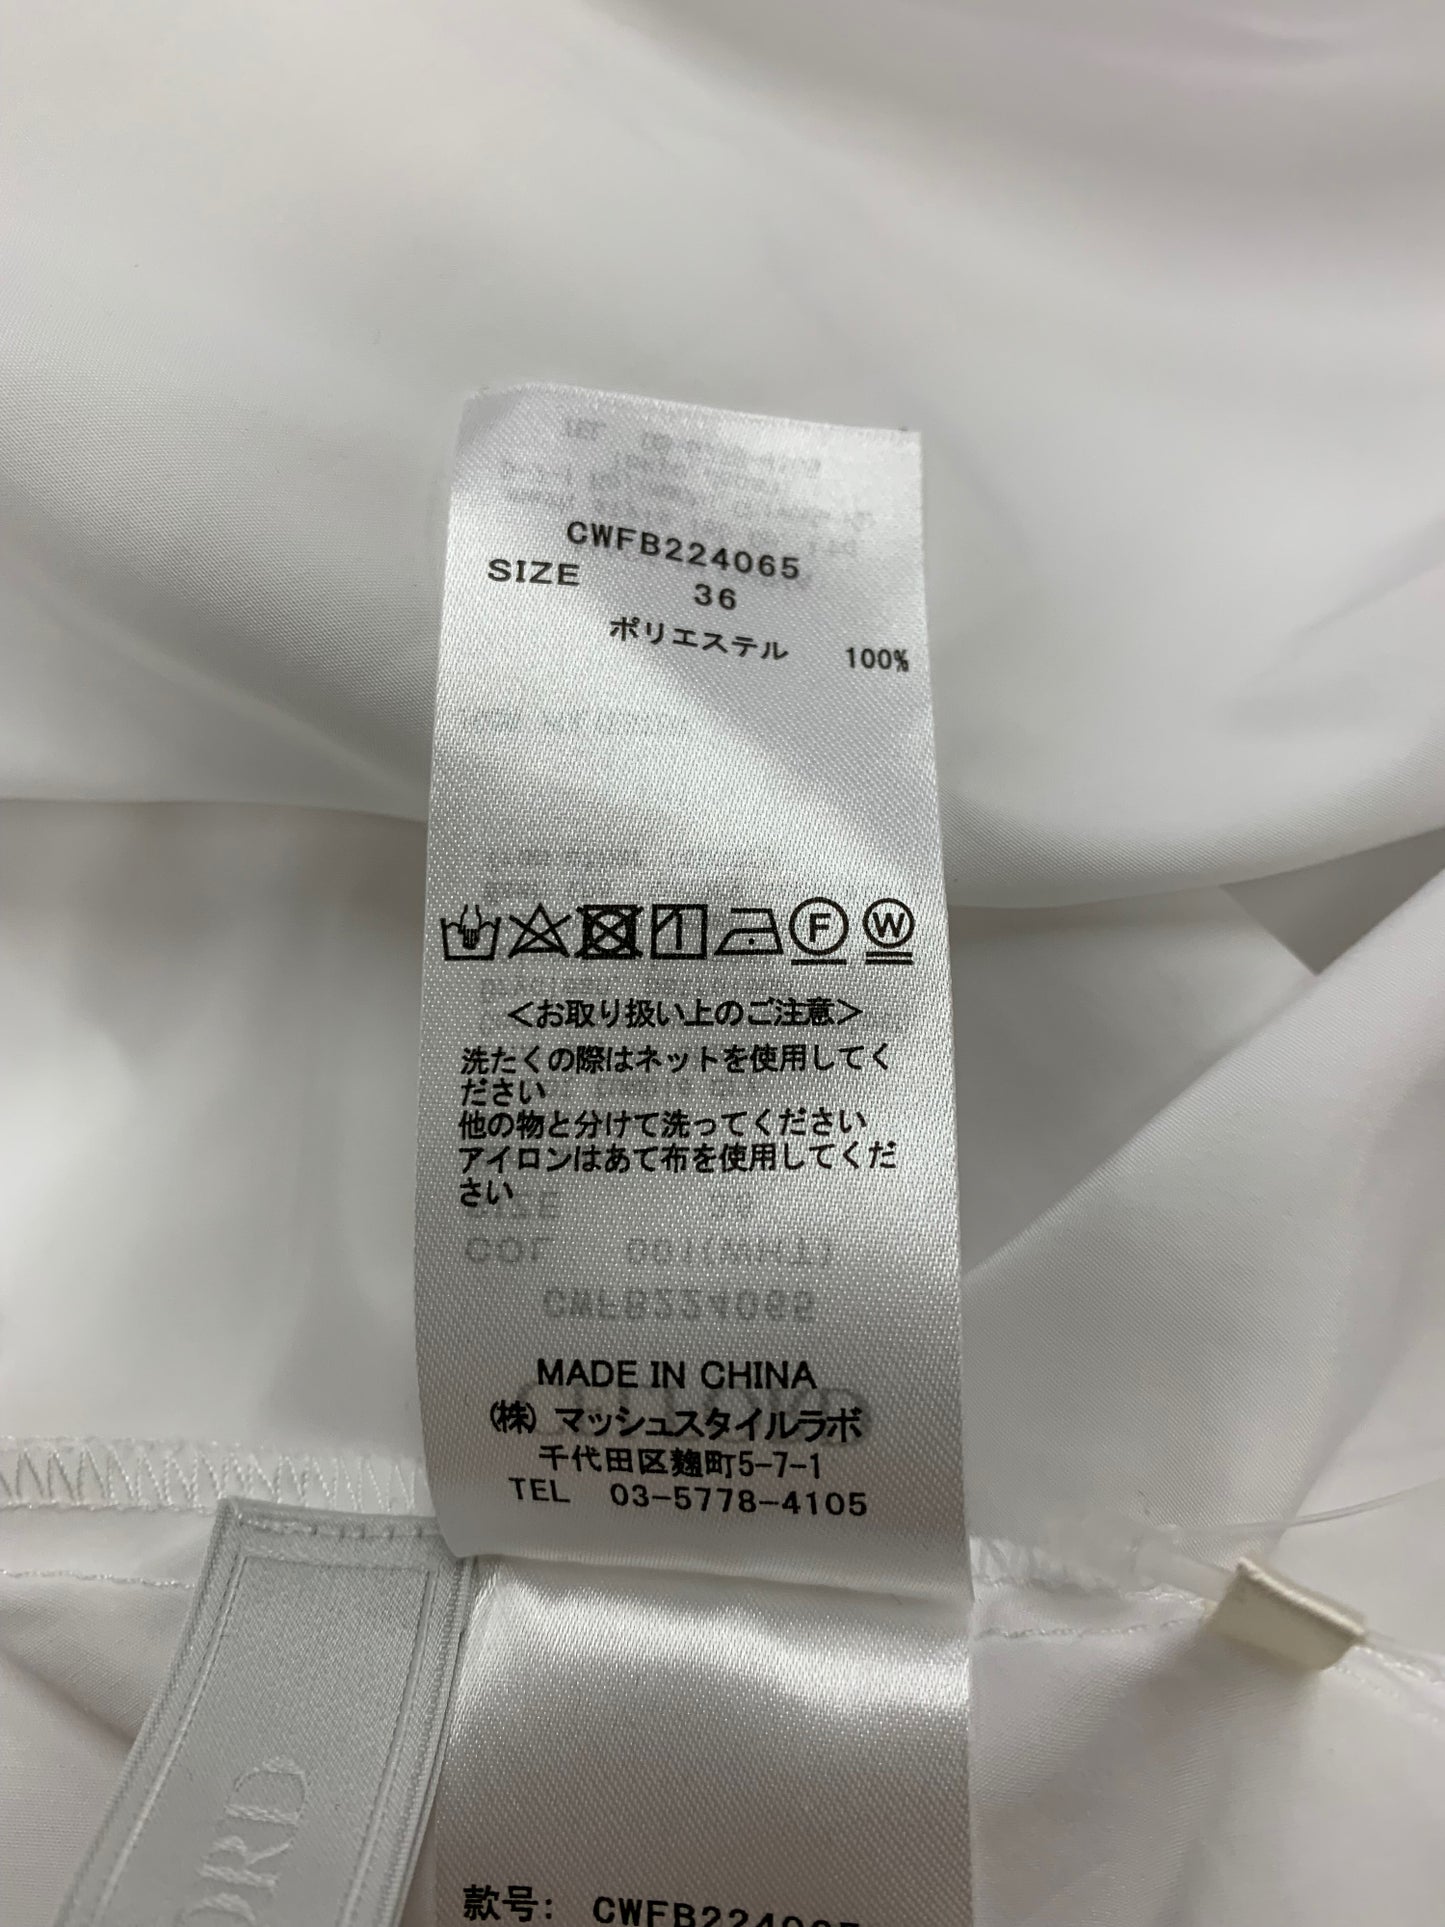 CWFB224065
SIZE 36
ポリエステル 100%
F W
<お取り扱い上のご注意>
洗たくの際はネットを使用してく
ださい
他の物と分けて洗ってください
アイロンはあて布を使用してくだ
さい
MADE IN CHINA
(株) マッシュスタイルラボ
千代田区麹町5-7-1
TEL 03-5778-4105
ORD
款号: CWFB224065